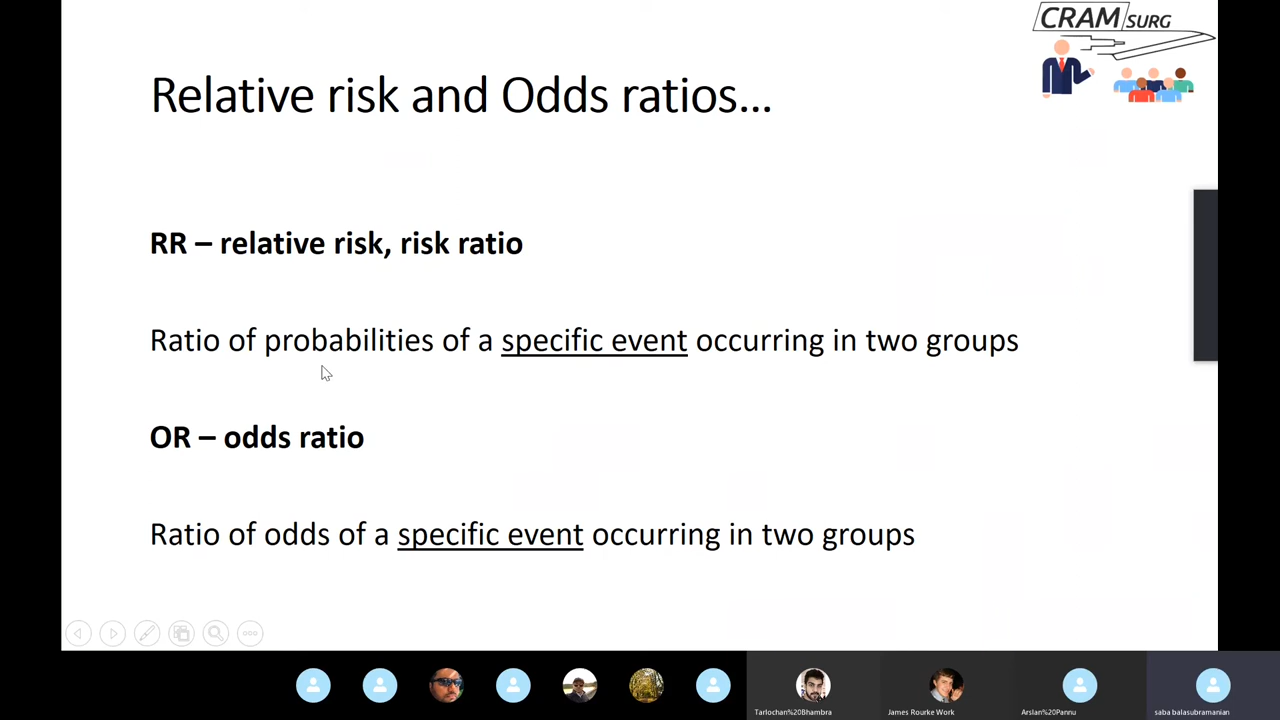 CRAMSURG
Relative risk and Odds ratios...
RR – relative risk, risk ratio
Ratio of probabilities of a specific event occurring in two groups
OR – odds ratio
Ratio of odds of a specific event occurring in two groups
Tarlochan%20Bhambra
James Rourke Work
Arslan%20Pannu
saba balasubramanian